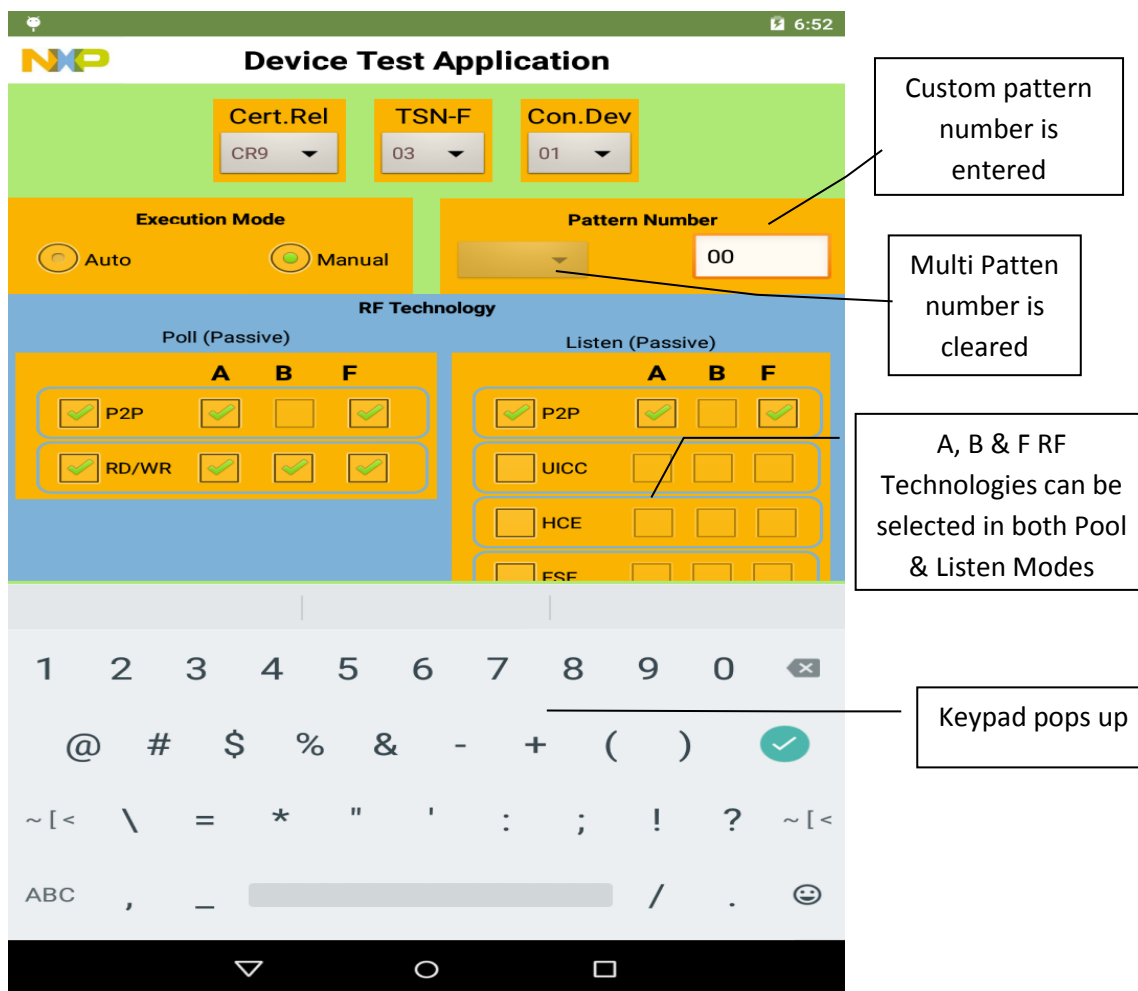 6:52
NXP
Device Test Application
Cert.Rel
TSN-F
Con.Dev
CR9
03
01
Execution Mode
Auto
Manual
Pattern Number
00
RF Technology
Poll (Passive)
A B F
P2P
RD/WR
Listen (Passive)
A B F
P2P
UICC
HCE
ESE
1 2 3 4 5 6 7 8 9 0
@ # $ % & - + ( )
~ [ < \ = * " ' : ; ! ? ~ [ <
ABC , _ / .
Custom pattern
number is
entered
Multi Patten
number is
cleared
A, B & F RF
Technologies can be
selected in both Pool
& Listen Modes
Keypad pops up